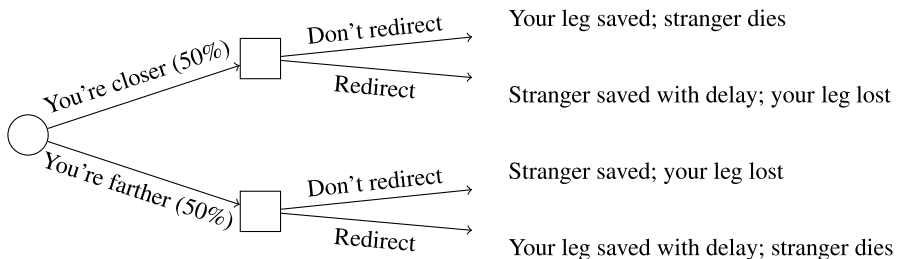 Your leg saved; stranger dies
Don't redirect
You're closer (50%)
Redirect
Stranger saved with delay; your leg lost
You're farther (50%)
Don't redirect
Stranger saved; your leg lost
Redirect
Your leg saved with delay; stranger dies